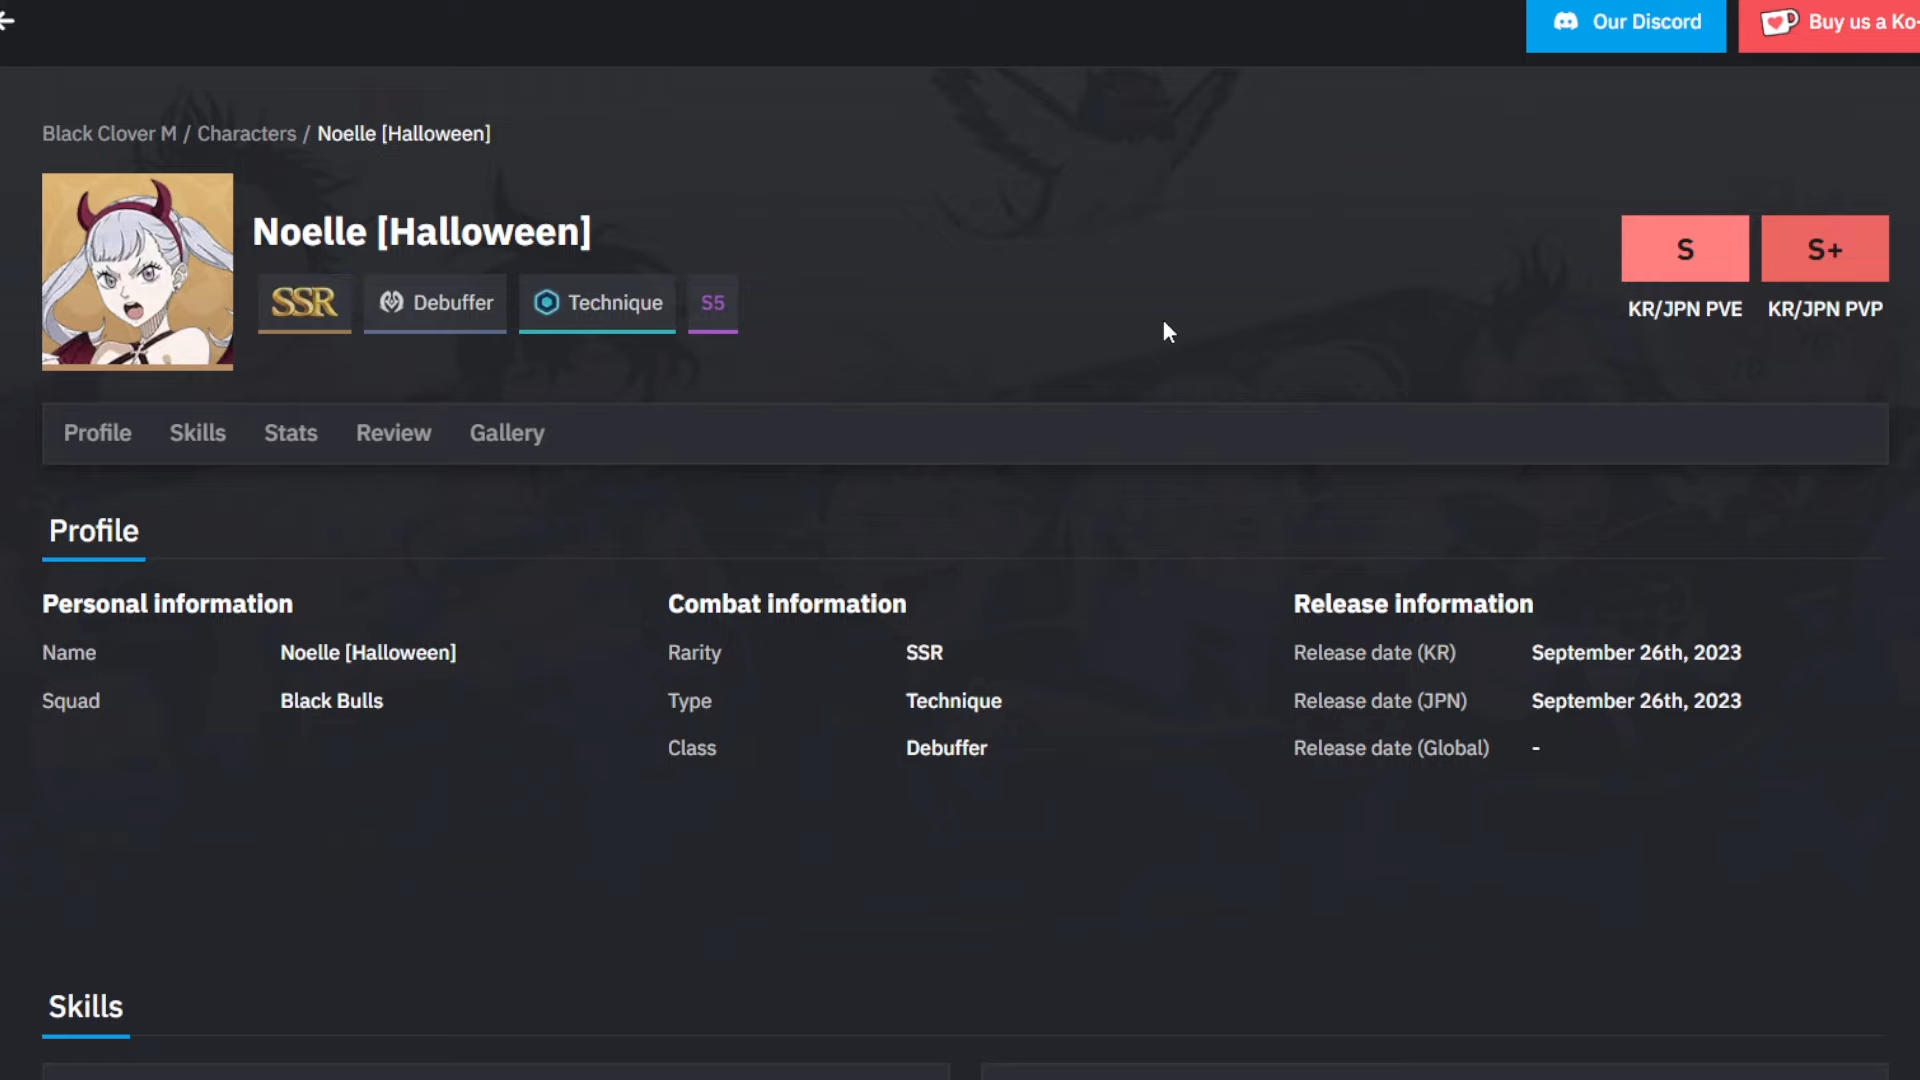 Our Discord
Buy us a Ko-
Black Clover M / Characters / Noelle [Halloween]
Noelle [Halloween]
SSR
Debuffer
Technique
S5
S
S+
KR/JPN PVE
KR/JPN PVP
Profile
Skills
Stats
Review
Gallery
Profile
Personal information
Name Noelle [Halloween]
Squad Black Bulls
Combat information
Rarity SSR
Type Technique
Class Debuffer
Release information
Release date (KR) September 26th, 2023
Release date (JPN) September 26th, 2023
Release date (Global) -
Skills